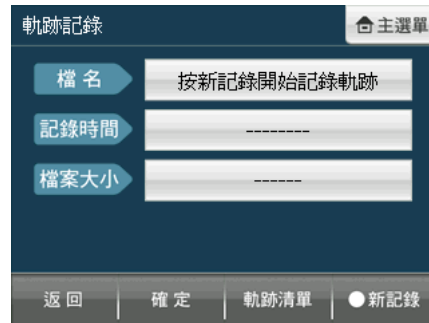 軌跡記錄
主選單
檔名
按新記錄開始記錄軌跡
記錄時間
--------
檔案大小
------
返回
確定
軌跡清單
新記錄